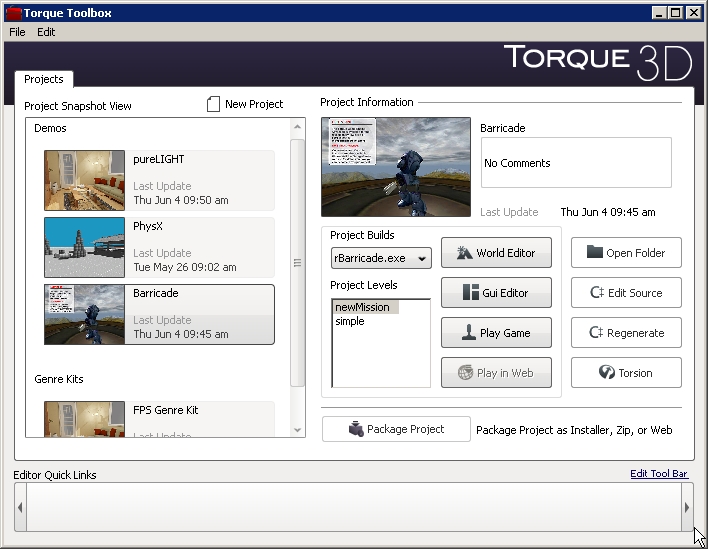 Torque Toolbox
File Edit
TORQUE 3D
Projects
Project Snapshot View
New Project
Demos
pureLIGHT
Last Update
Thu Jun 4 09:50 am
PhysX
Last Update
Tue May 26 09:02 am
Barricade
Last Update
Thu Jun 4 09:45 am
Genre Kits
FPS Genre Kit
Last Update
Project Information
Barricade
No Comments
Last Update Thu Jun 4 09:45 am
Project Builds
rBarricade.exe
Project Levels
newMission
simple
World Editor
Gui Editor
Play Game
Play in Web
Open Folder
Edit Source
Regenerate
Torsion
Package Project
Package Project as Installer, Zip, or Web
Editor Quick Links
Edit Tool Bar